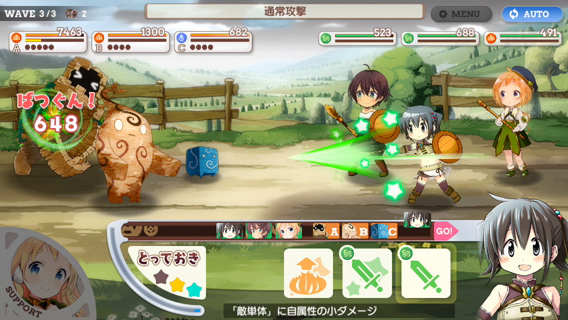 WAVE 3/3 2
通常攻撃
MENU
AUTO
7463
A
1300
B
682
C
523
688
491
ばつぐん!
648
A B C GO!
とっておき
SUPPORT
「敵単体」に自属性の小ダメージ